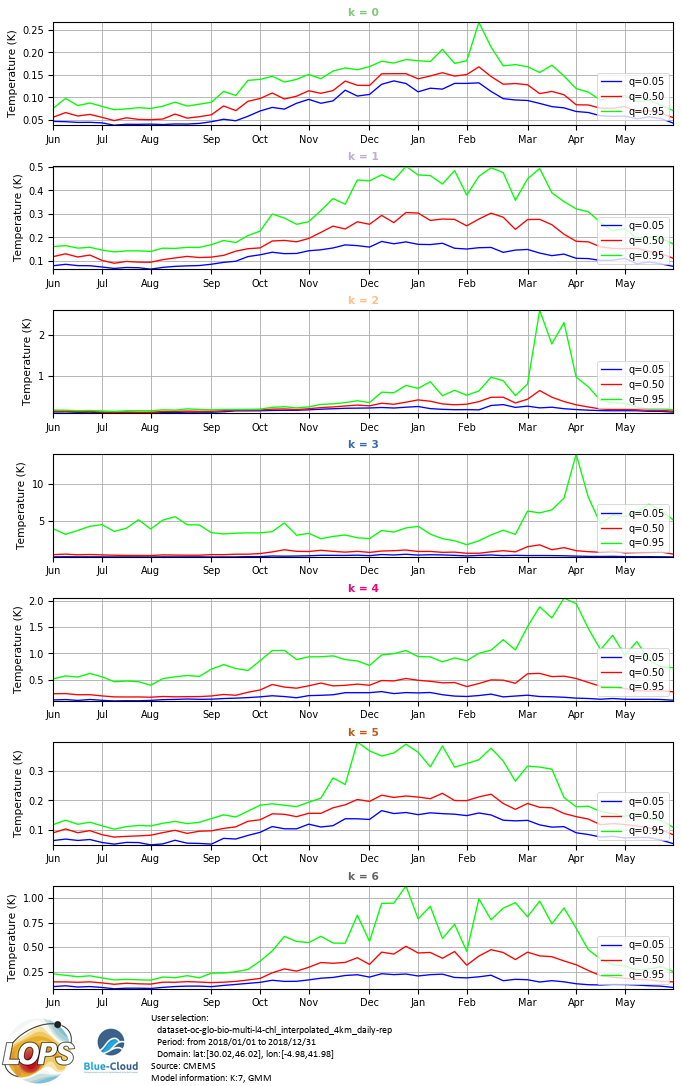 k = 0
Temperature (K)
0.25
0.20
0.15
0.10
0.05
q=0.05
q=0.50
q=0.95
Jun Jul Aug Sep Oct Nov Dec Jan Feb Mar Apr May
k = 1
Temperature (K)
0.5
0.4
0.3
0.2
0.1
q=0.05
q=0.50
q=0.95
Jun Jul Aug Sep Oct Nov Dec Jan Feb Mar Apr May
k = 2
Temperature (K)
2
1
q=0.05
q=0.50
q=0.95
Jun Jul Aug Sep Oct Nov Dec Jan Feb Mar Apr May
k = 3
Temperature (K)
10
5
q=0.05
q=0.50
q=0.95
Jun Jul Aug Sep Oct Nov Dec Jan Feb Mar Apr May
k = 4
Temperature (K)
2.0
1.5
1.0
0.5
q=0.05
q=0.50
q=0.95
Jun Jul Aug Sep Oct Nov Dec Jan Feb Mar Apr May
k = 5
Temperature (K)
0.3
0.2
0.1
q=0.05
q=0.50
q=0.95
Jun Jul Aug Sep Oct Nov Dec Jan Feb Mar Apr May
k = 6
Temperature (K)
1.00
0.75
0.50
0.25
q=0.05
q=0.50
q=0.95
Jun Jul Aug Sep Oct Nov Dec Jan Feb Mar Apr May
LOPS
Blue-Cloud
User selection:
dataset-oc-glo-bio-multi-l4-chl_interpolated_4km_daily-rep
Period: from 2018/01/01 to 2018/12/31
Domain: lat:[30.02,46.02], lon:[-4.98,41.98]
Source: CMEMS
Model information: K:7, GMM